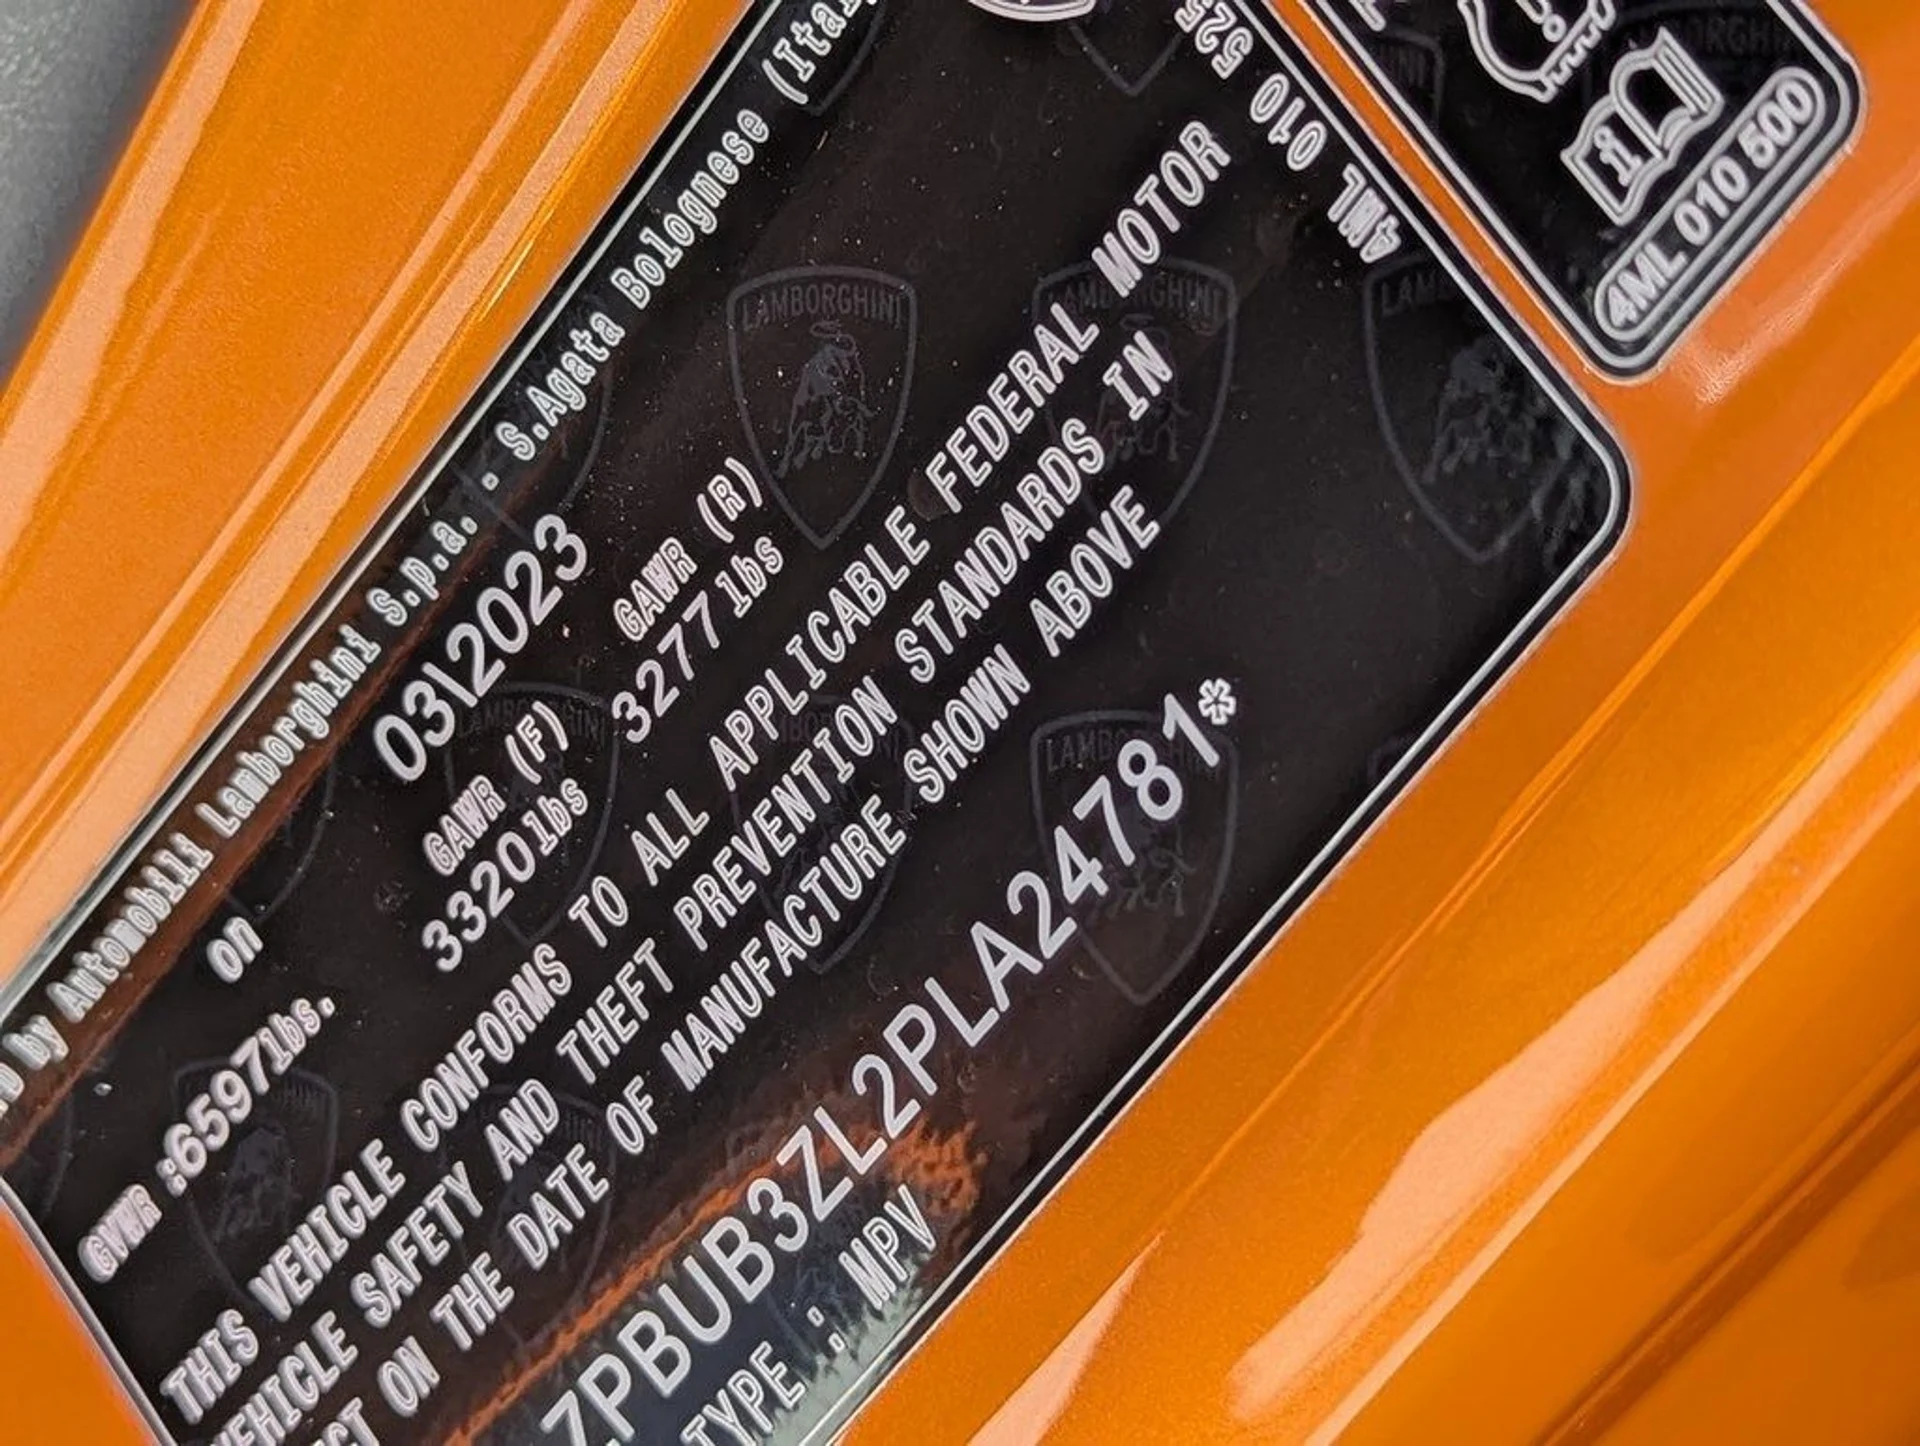 by Automobili Lamborghini S.p.a. - S.Agata Bolognese
on 03\2023
GVWR :6597lbs.
GAWR (F)
3320lbs
GAWR (R)
3277lbs
THIS VEHICLE CONFORMS TO ALL APPLICABLE FEDERAL MOTOR
VEHICLE SAFETY AND THEFT PREVENTION STANDARDS IN
ON THE DATE OF MANUFACTURE SHOWN ABOVE
ZPBUB3ZL2PLA24781*
TYPE : MPV
4ML 010 525
4ML 010 500
LAMBORGHINI
LAMBORGHINI